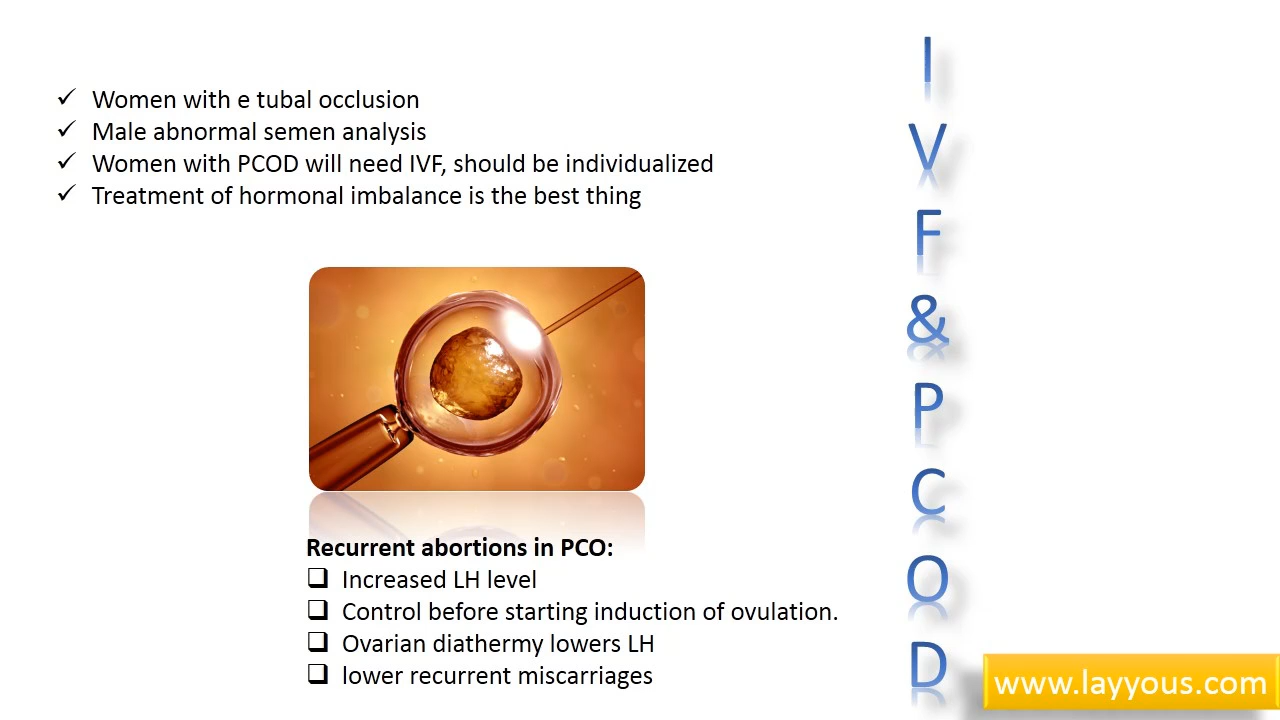 ✓ Women with e tubal occlusion
✓ Male abnormal semen analysis
✓ Women with PCOD will need IVF, should be individualized
✓ Treatment of hormonal imbalance is the best thing
Recurrent abortions in PCO:
❑ Increased LH level
❑ Control before starting induction of ovulation.
❑ Ovarian diathermy lowers LH
❑ lower recurrent miscarriages
I
V
F
&
P
C
O
D
www.layyous.com